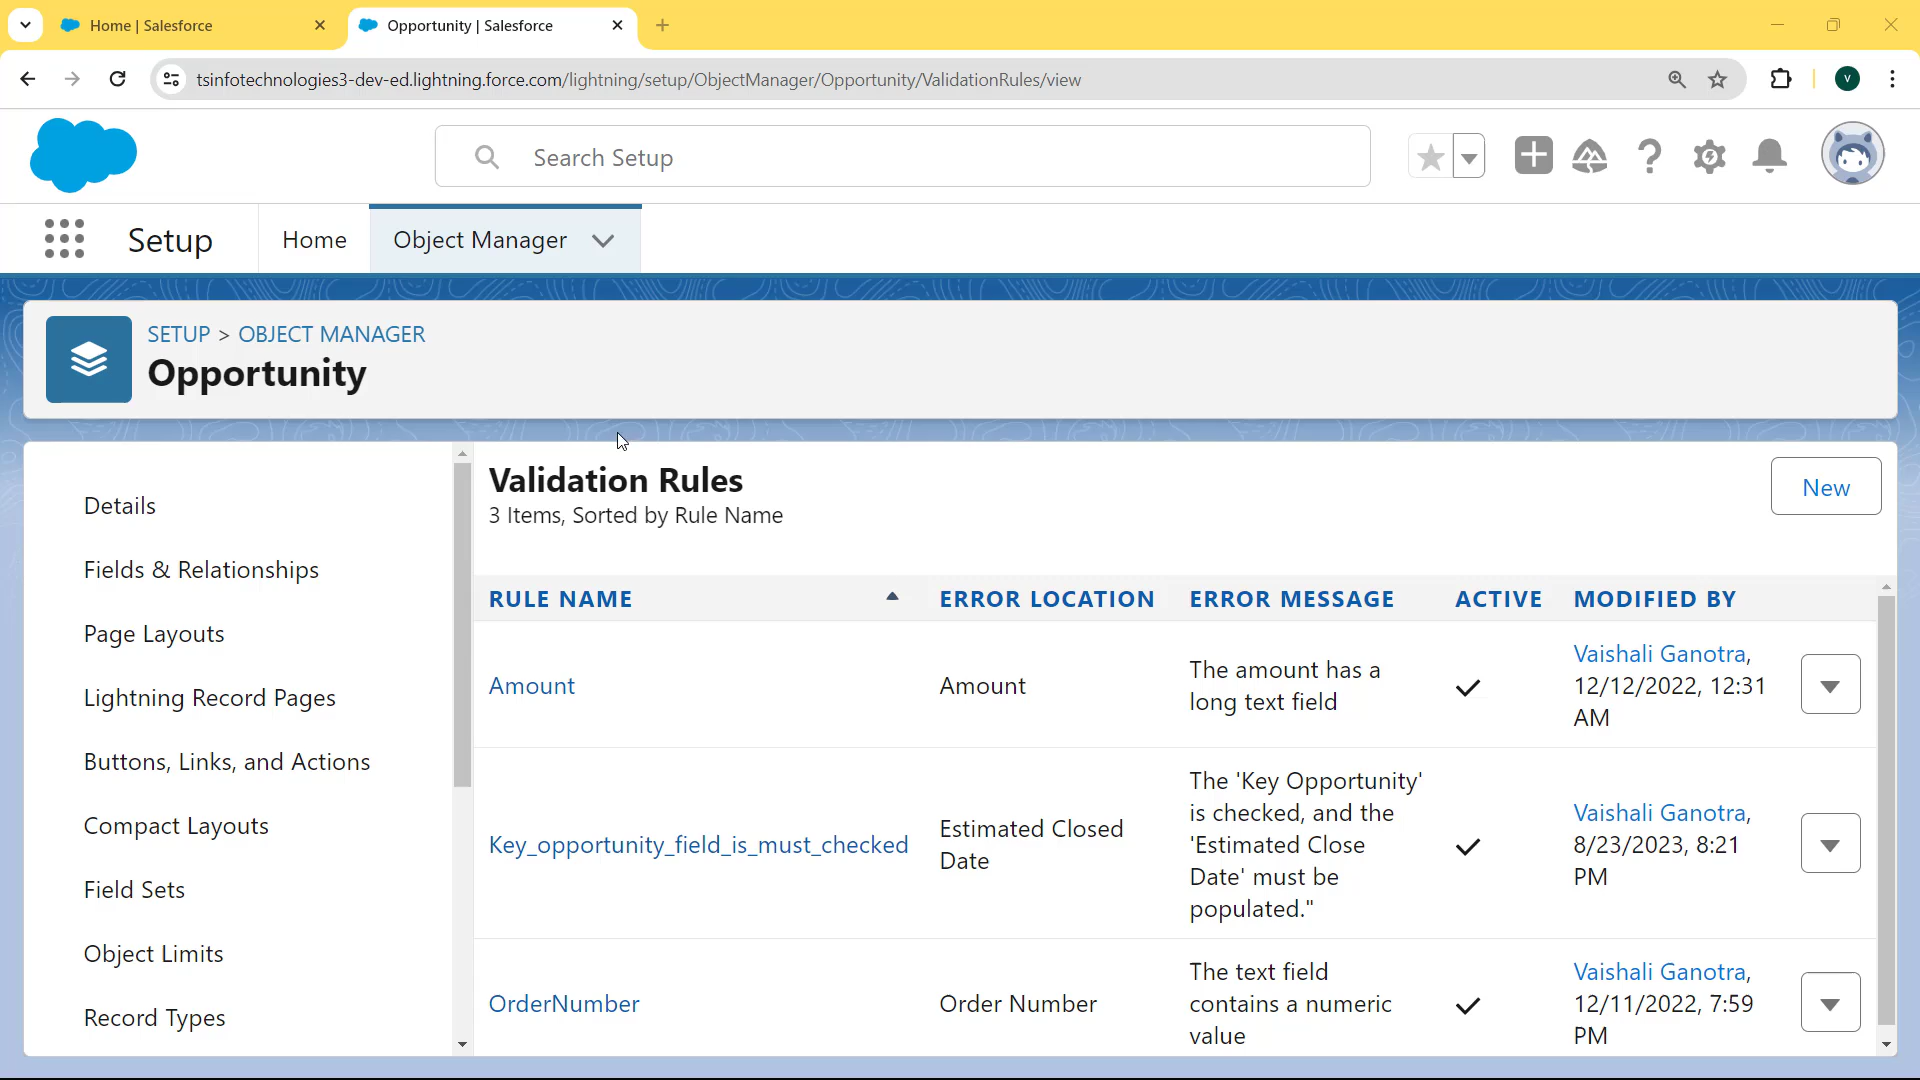 Home | Salesforce
Opportunity | Salesforce
tsinfotechnologies3-dev-ed.lightning.force.com/lightning/setup/ObjectManager/Opportunity/ValidationRules/view
V
Search Setup
Setup
Home
Object Manager
SETUP > OBJECT MANAGER
Opportunity
Details
Fields & Relationships
Page Layouts
Lightning Record Pages
Buttons, Links, and Actions
Compact Layouts
Field Sets
Object Limits
Record Types
Validation Rules
3 Items, Sorted by Rule Name
New
RULE NAME
ERROR LOCATION
ERROR MESSAGE
ACTIVE
MODIFIED BY
Amount
Amount
The amount has a
long text field
Vaishali Ganotra,
12/12/2022, 12:31
AM
Key_opportunity_field_is_must_checked
Estimated Closed
Date
The 'Key Opportunity'
is checked, and the
'Estimated Close
Date' must be
populated."
Vaishali Ganotra,
8/23/2023, 8:21
PM
OrderNumber
Order Number
The text field
contains a numeric
value
Vaishali Ganotra,
12/11/2022, 7:59
PM